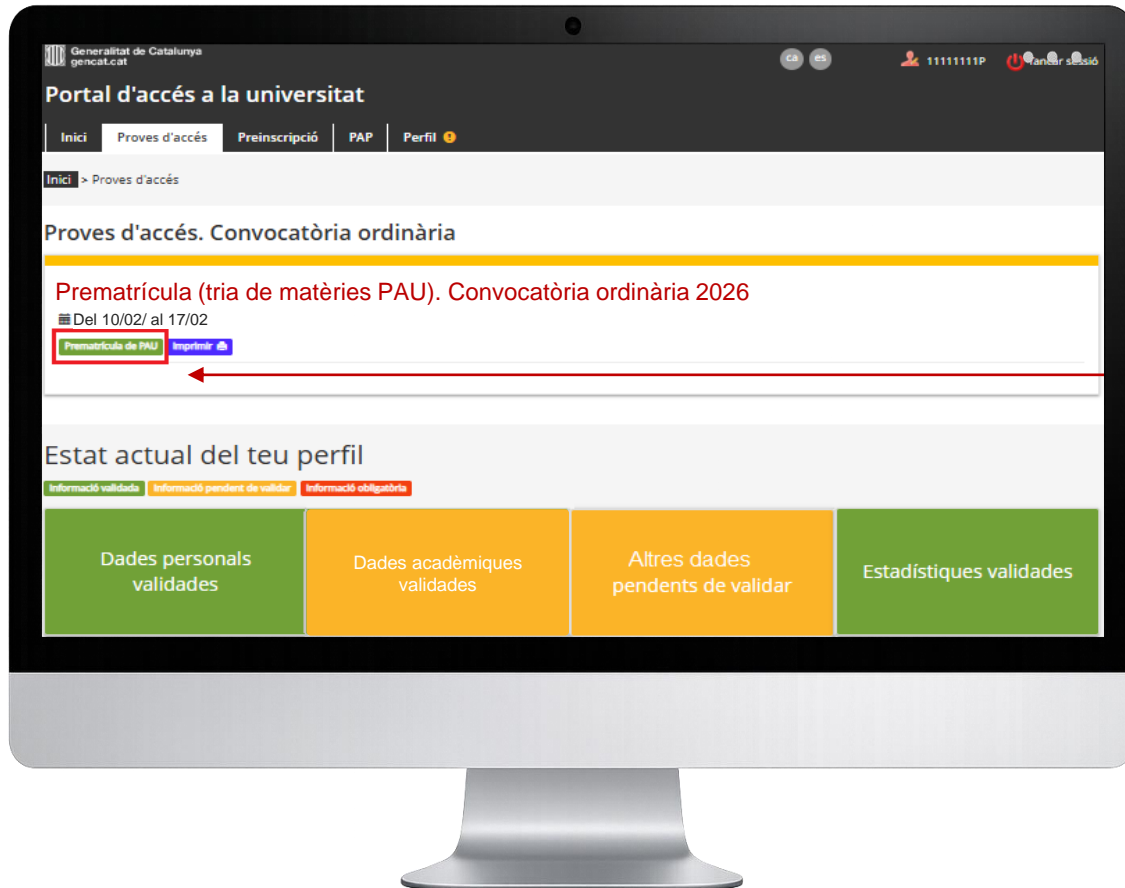 Generalitat de Catalunya
gencat.cat
ca es 11111111P Tancar sessió
Portal d'accés a la universitat
Inici Proves d'accés Preinscripció PAP Perfil
Inici > Proves d'accés
Proves d'accés. Convocatòria ordinària
Prematrícula (tria de matèries PAU). Convocatòria ordinària 2026
Del 10/02/ al 17/02
Prematrícula de PAU Imprimir
Estat actual del teu perfil
Informació validada Informació pendent de validar Informació obligatòria
Dades personals
validades
Dades acadèmiques
validades
Altres dades
pendents de validar
Estadístiques validades